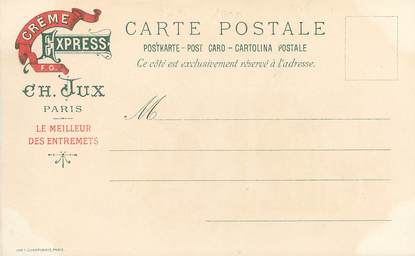 CRÈME
EXPRESS
F.O.
CH. JUX
PARIS
LE MEILLEUR
DES ENTREMETS
CARTE POSTALE
POSTKARTE - POST CARD - CARTOLINA POSTALE
Ce côté est exclusivement réservé à l'adresse.
M